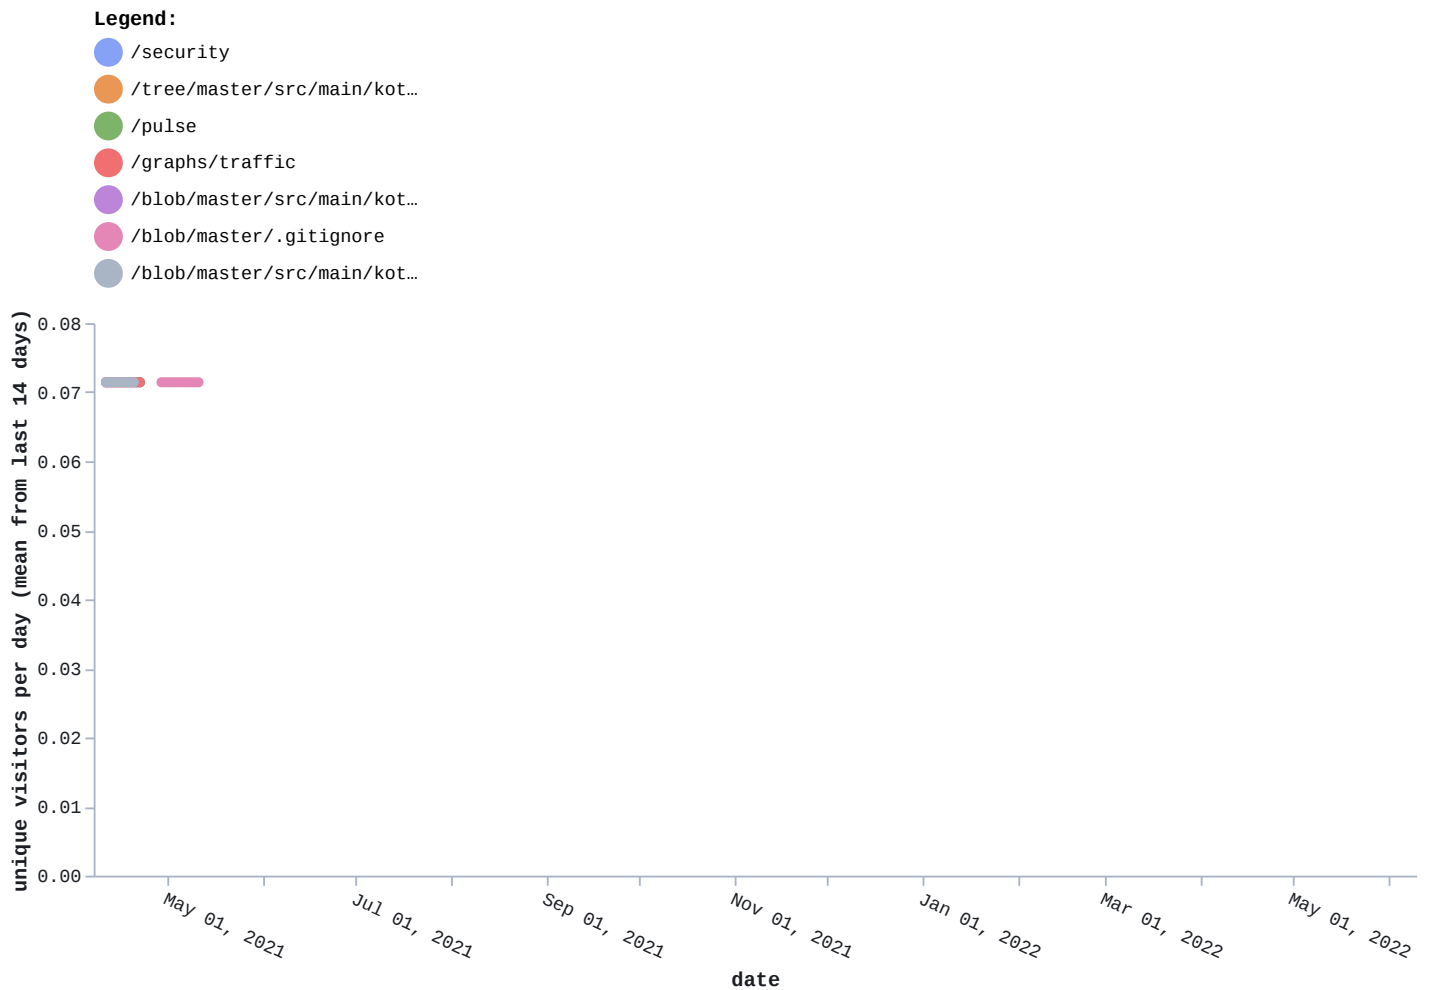 Legend:
/security
/tree/master/src/main/kot…
/pulse
/graphs/traffic
/blob/master/src/main/kot…
/blob/master/.gitignore
/blob/master/src/main/kot…
unique visitors per day (mean from last 14 days)
0.08
0.07
0.06
0.05
0.04
0.03
0.02
0.01
0.00
May 01, 2021
Jul 01, 2021
Sep 01, 2021
Nov 01, 2021
Jan 01, 2022
Mar 01, 2022
May 01, 2022
date